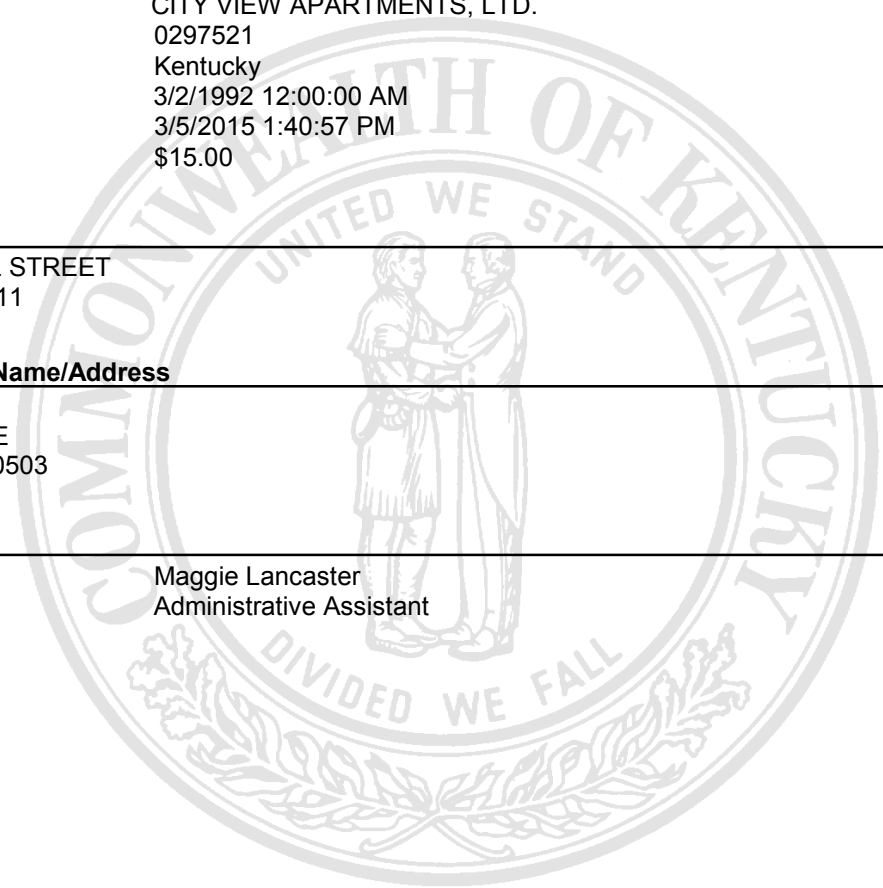 CITY VIEW APARTMENTS, LTD.
0297521
Kentucky
3/2/1992 12:00:00 AM
3/5/2015 1:40:57 PM
$15.00
COMMONWEALTH OF KENTUCKY
UNITED WE STAND
STREET
11
Name/Address
E
0503
Maggie Lancaster
Administrative Assistant
DIVIDED WE FALL